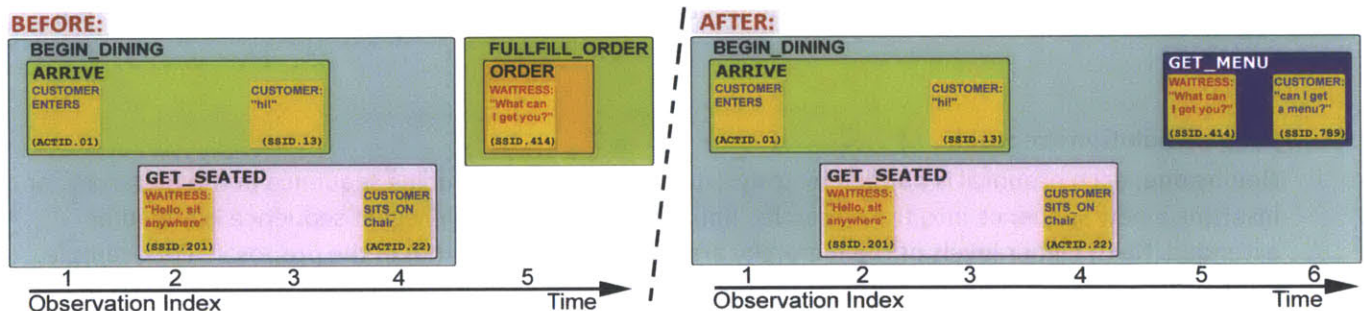 BEFORE:
BEGIN_DINING
ARRIVE
CUSTOMER
ENTERS
(ACTID.01)
CUSTOMER:
"hi!"
(SSID.13)
GET_SEATED
WAITRESS:
"Hello, sit
anywhere"
(SSID.201)
CUSTOMER
SITS_ON
Chair
(ACTID.22)
FULLFILL_ORDER
ORDER
WAITRESS:
"What can
I get you?"
(SSID.414)
1 2 3 4 5
Observation Index Time
AFTER:
BEGIN_DINING
ARRIVE
CUSTOMER
ENTERS
(ACTID.01)
CUSTOMER:
"hi!"
(SSID.13)
GET_SEATED
WAITRESS:
"Hello, sit
anywhere"
(SSID.201)
CUSTOMER
SITS_ON
Chair
(ACTID.22)
GET_MENU
WAITRESS:
"What can
I get you?"
(SSID.414)
CUSTOMER:
"can I get
a menu?"
(SSID.789)
1 2 3 4 5 6
Observation Index Time